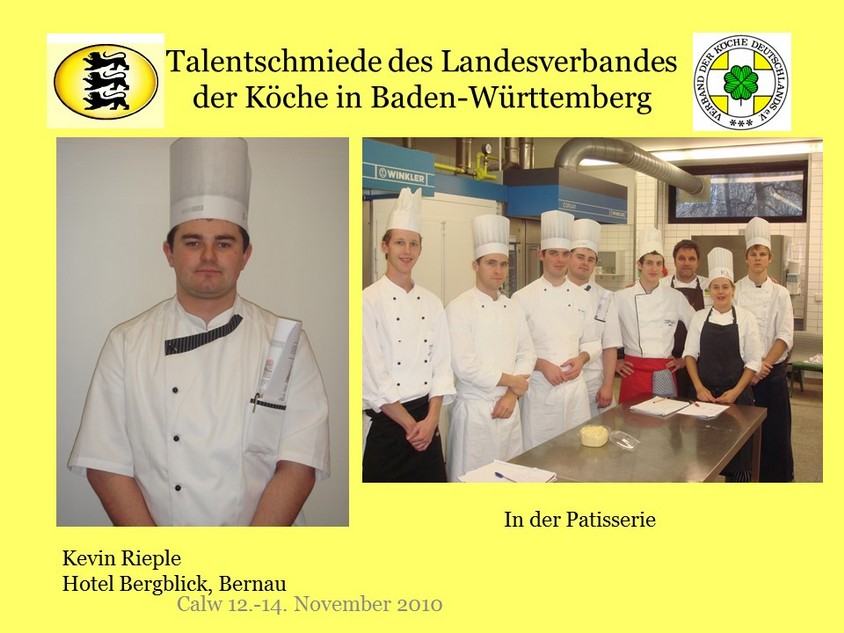 Talentschmiede des Landesverbandes
der Köche in Baden-Württemberg
VERBAND DER KÖCHE DEUTSCHLANDS e.V.
WINKLER
WINKLER
In der Patisserie
Kevin Rieple
Hotel Bergblick, Bernau
Calw 12.-14. November 2010